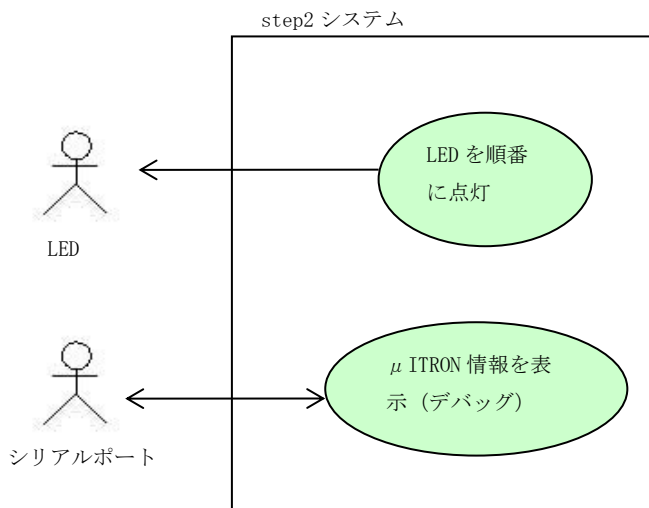 step2 システム
LED を順番
に点灯
LED
μ ITRON 情報を表
示（デバッグ）
シリアルポート